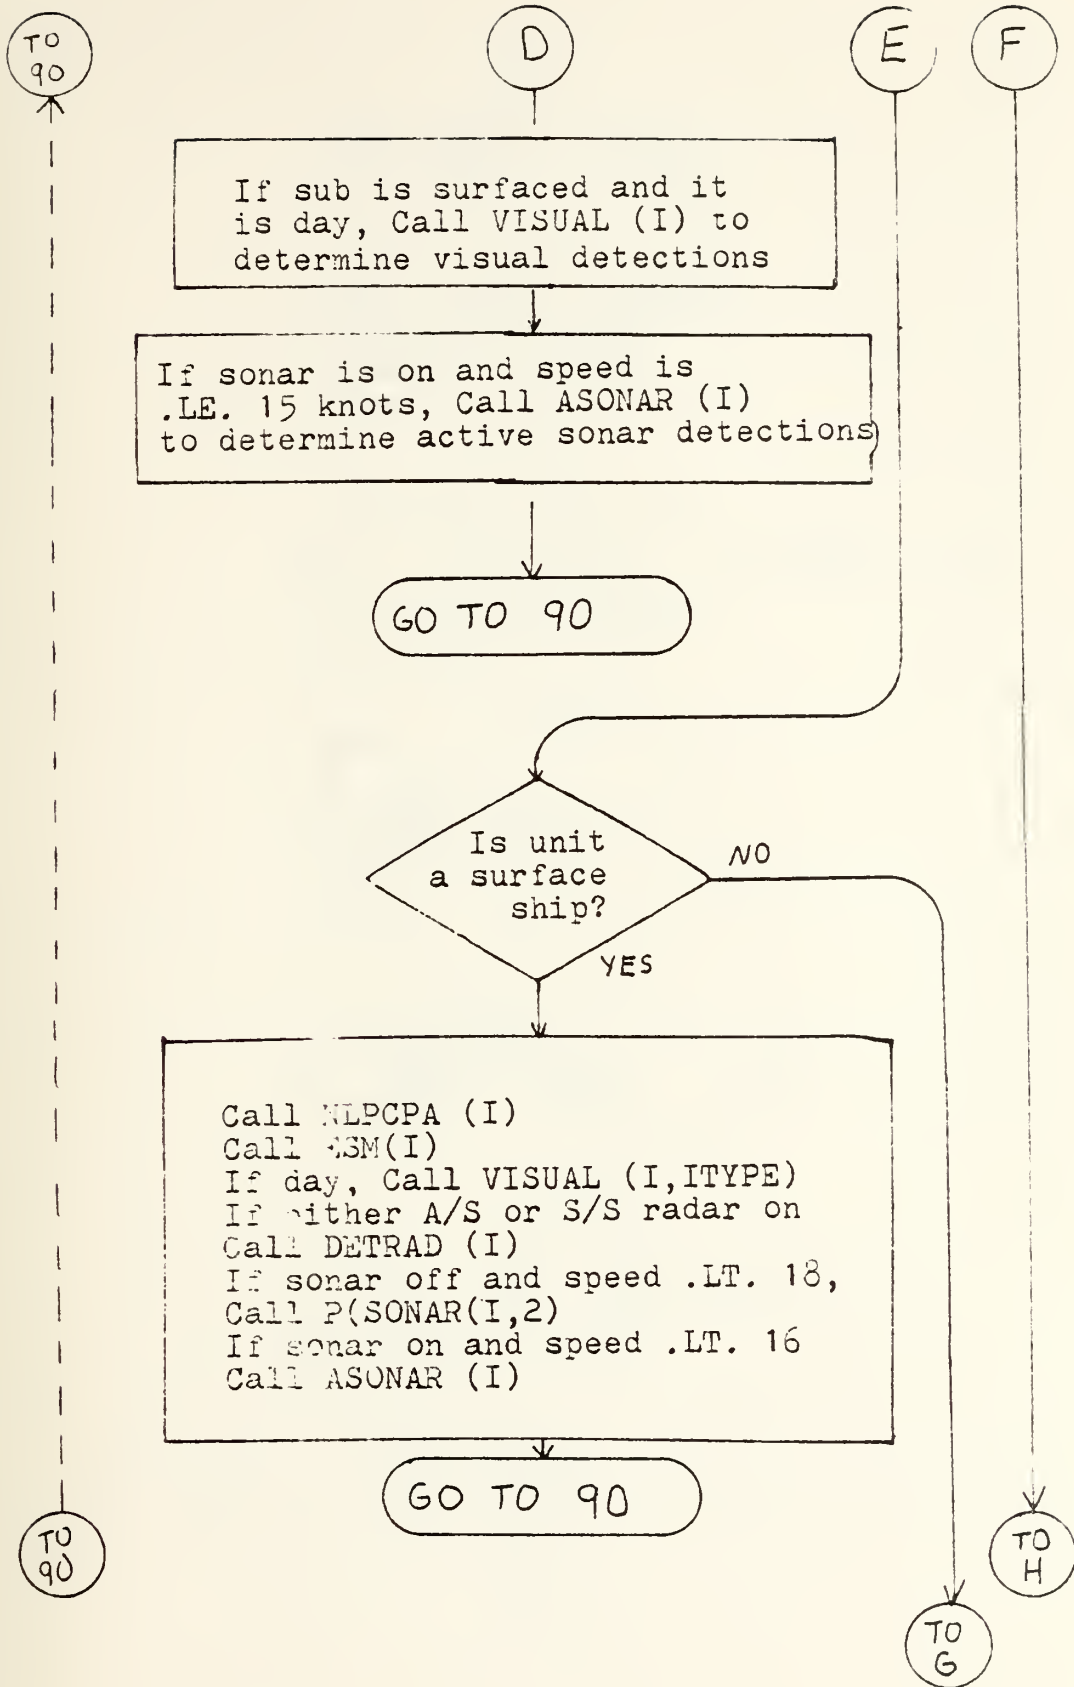 TO
90
D
E
F
If sub is surfaced and it
is day, Call VISUAL (I) to
determine visual detections
If sonar is on and speed is
.LE. 15 knots, Call ASONAR (I)
to determine active sonar detections
GO TO 90
Is unit
a surface
ship?
NO
YES
Call (I)
Call ESM(I)
If day, Call VISUAL (I,ITYPE)
If either A/S or S/S radar on
Call DETRAD (I)
If sonar off and speed .LT. 18,
Call P(SONAR(I,2)
If sonar on and speed .LT. 16
Call ASONAR (I)
GO TO 90
TO
90
TO
H
TO
G